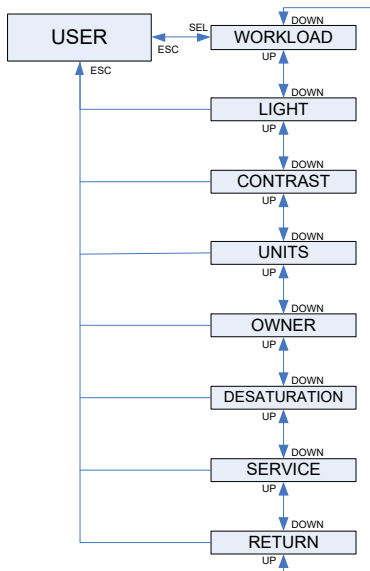 DOWN
USER
SEL
ESC
WORKLOAD
UP
ESC
DOWN
LIGHT
UP
DOWN
CONTRAST
UP
DOWN
UNITS
UP
DOWN
OWNER
UP
DOWN
DESATURATION
UP
DOWN
SERVICE
UP
DOWN
RETURN
UP